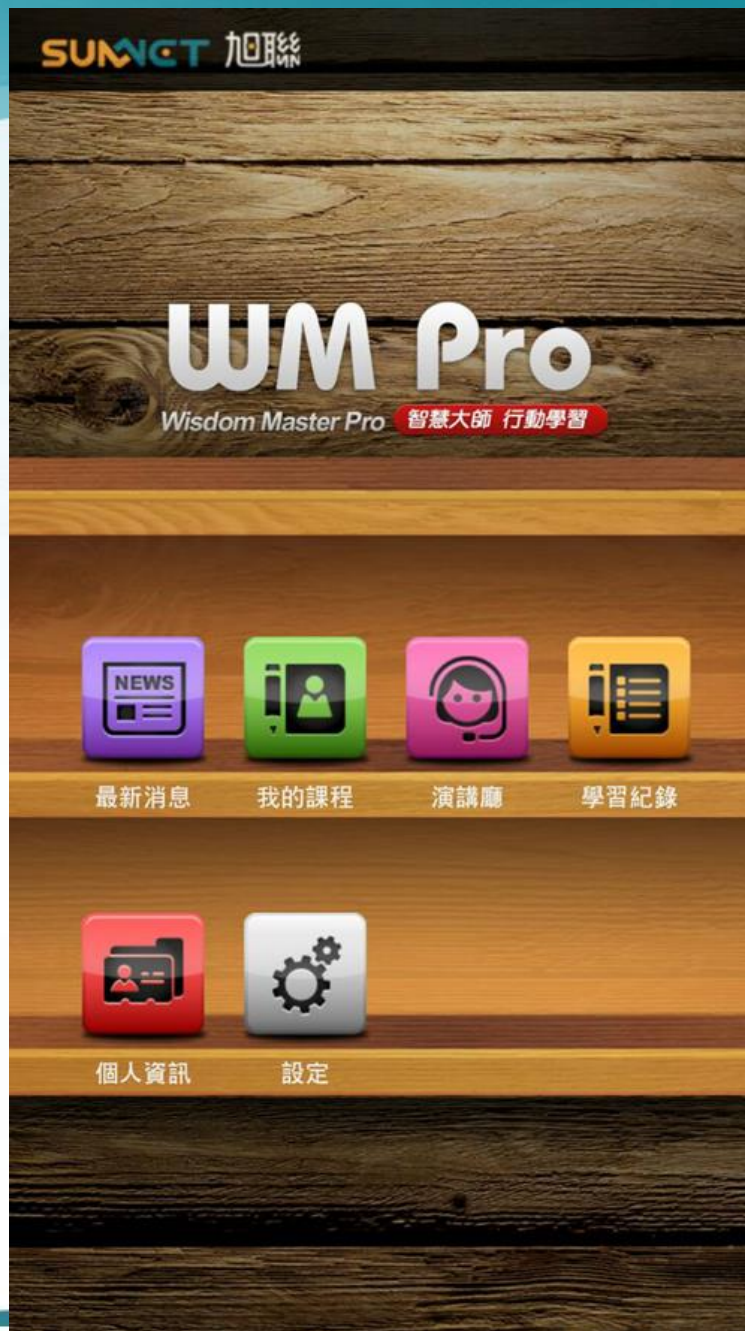 SUNNET 旭聯
WM Pro
Wisdom Master Pro 智慧大師 行動學習
NEWS
最新消息 我的課程 演講廳 學習紀錄
個人資訊 設定